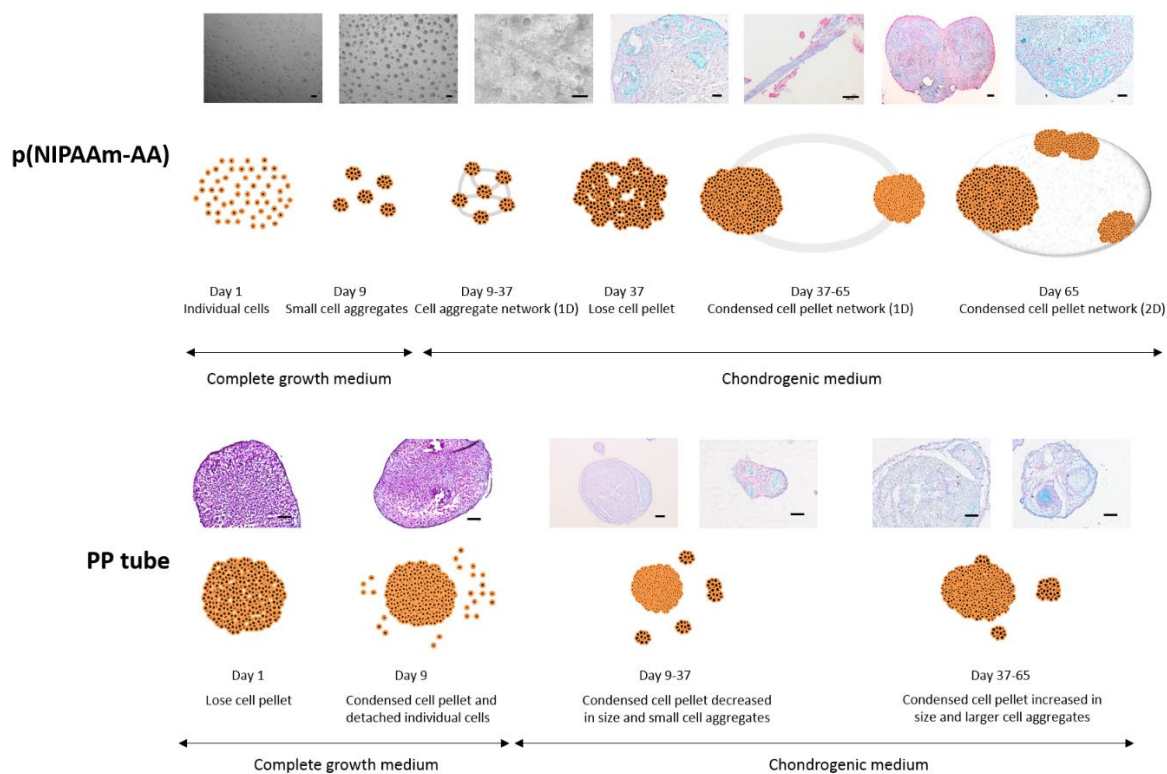 p(NIPAAm-AA)
Day 1
Individual cells
Day 9
Small cell aggregates
Day 9-37
Cell aggregate network (1D)
Day 37
Lose cell pellet
Day 37-65
Condensed cell pellet network (1D)
Day 65
Condensed cell pellet network (2D)
Complete growth medium
Chondrogenic medium
PP tube
Day 1
Lose cell pellet
Day 9
Condensed cell pellet and
detached individual cells
Day 9-37
Condensed cell pellet decreased
in size and small cell aggregates
Day 37-65
Condensed cell pellet increased in
size and larger cell aggregates
Complete growth medium
Chondrogenic medium